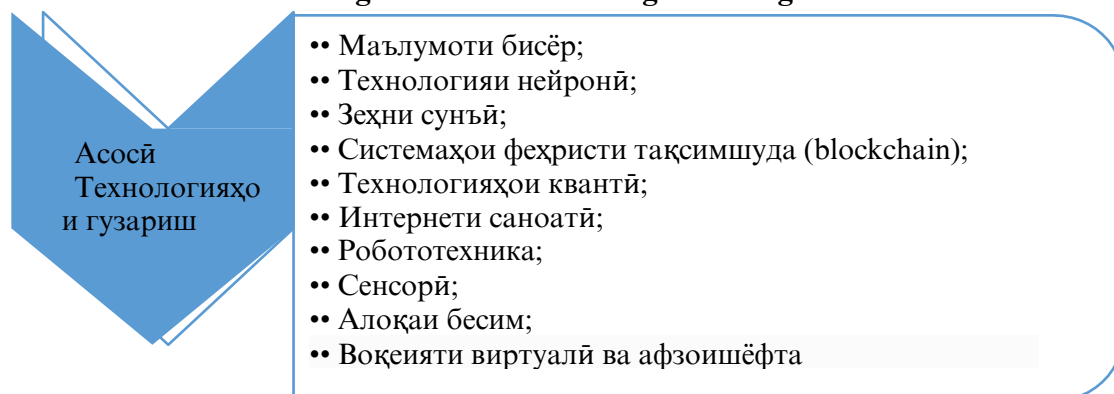 Асосӣ
Технологияҳо
и гузариш
•• Маълумоти бисёр;
•• Технологияи нейронӣ;
•• Зеҳни сунъӣ;
•• Системаҳои феҳристи тақсимшуда (blockchain);
•• Технологияҳои квантӣ;
•• Интернети саноатӣ;
•• Робототехника;
•• Сенсорӣ;
•• Алоқаи бесим;
•• Воқеияти виртуалӣ ва афзоишёфта